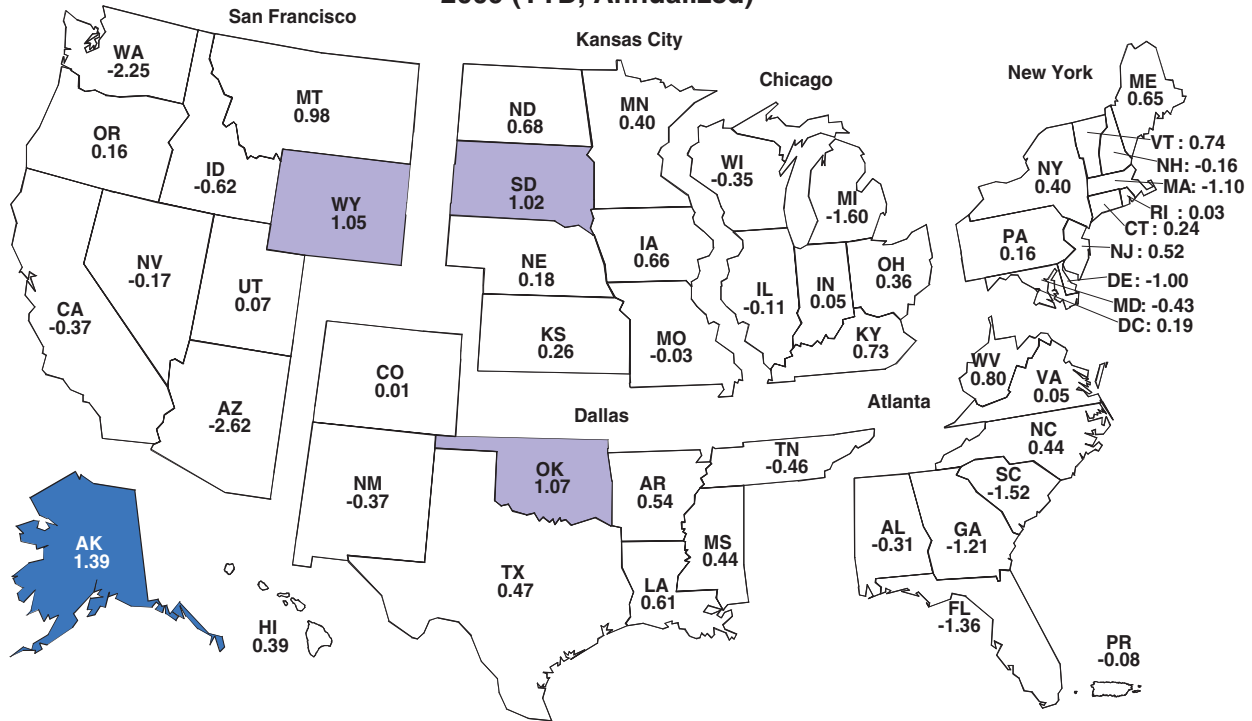 San Francisco
Kansas City
Chicago
New York
WA
-2.25
MT
0.98
ND
0.68
MN
0.40
ME
0.65
OR
0.16
ID
-0.62
WY
1.05
SD
1.02
WI
-0.35
MI
-1.60
NY
0.40
VT : 0.74
NH: -0.16
MA: -1.10
RI : 0.03
CT: 0.24
NJ: 0.52
DE: -1.00
MD: -0.43
DC: 0.19
PA
0.16
NV
-0.17
UT
0.07
CA
-0.37
NE
0.18
IA
0.66
IL
-0.11
IN
0.05
OH
0.36
KS
0.26
MO
-0.03
KY
0.73
WV
0.80
VA
0.05
CO
0.01
AZ
-2.62
Dallas
Atlanta
NC
0.44
SC
-1.52
TN
-0.46
NM
-0.37
OK
1.07
AR
0.54
MS
0.44
AL
-0.31
GA
-1.21
AK
1.39
TX
0.47
LA
0.61
FL
-1.36
HI
0.39
PR
-0.08